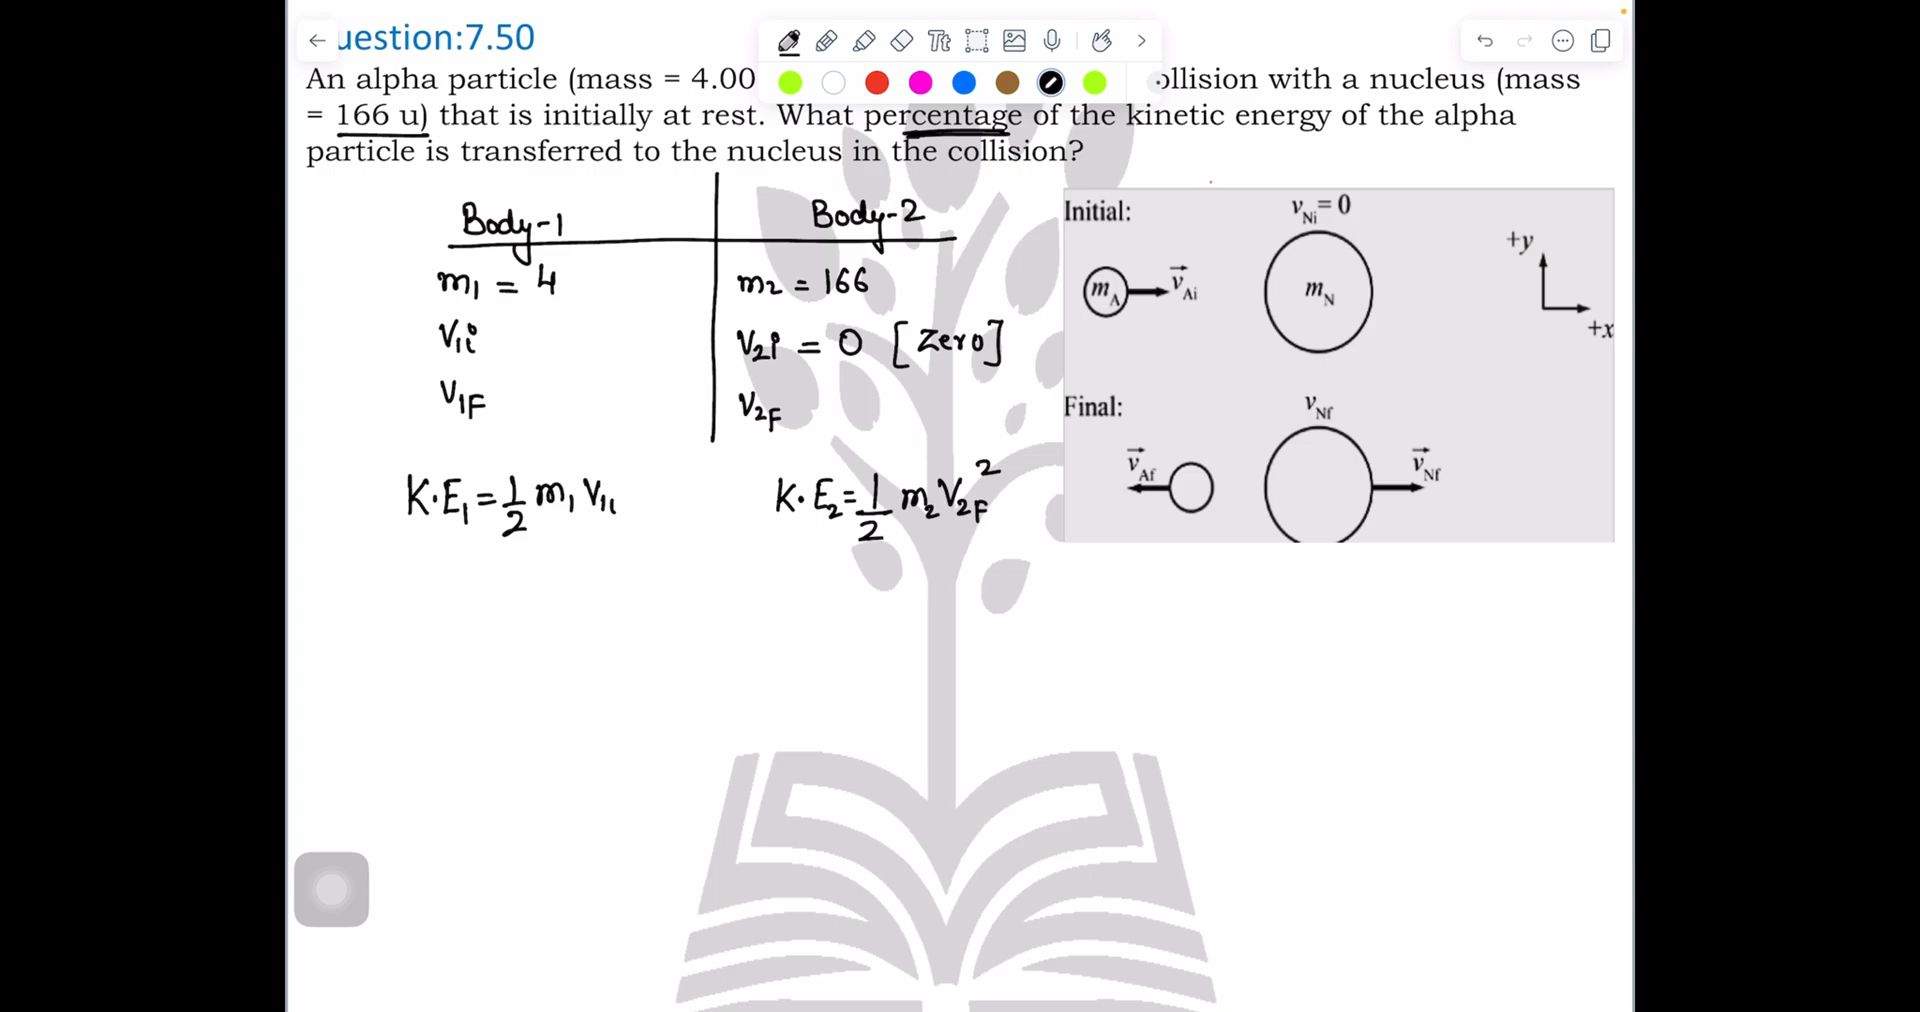 uestion:7.50
Tt
An alpha particle (mass = 4.00 ollision with a nucleus (mass
= 166 u) that is initially at rest. What percentage of the kinetic energy of the alpha
particle is transferred to the nucleus in the collision?
Body-1 Body-2
m1 = 4 m2 = 166
V1i V2i = 0 [Zero]
V1F V2F
K.E1 = 1/2 m1 V1i K.E2 = 1/2 m2 V2F²
Initial: vNi = 0
+y
mA vAi mN
+x
Final: vNf
vAf vNf